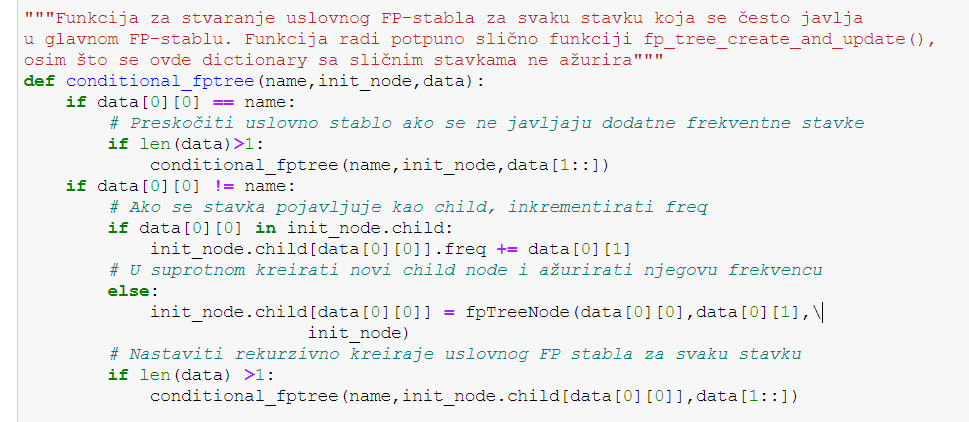 """Funkcija za stvaranje uslovnog FP-stabla za svaku stavku koja se često javlja
u glavnom FP-stablu. Funkcija radi potpuno slično funkciji fp_tree_create_and_update(),
osim što se ovde dictionary sa sličnim stavkama ne ažurira"""
def conditional_fptree(name,init_node,data):
    if data[0][0] == name:
        # Preskočiti uslovno stablo ako se ne javljaju dodatne frekventne stavke
        if len(data)>1:
            conditional_fptree(name,init_node,data[1::])
    if data[0][0] != name:
        # Ako se stavka pojavljuje kao child, inkrementirati freq
        if data[0][0] in init_node.child:
            init_node.child[data[0][0]].freq += data[0][1]
        # U suprotnom kreirati novi child node i ažurirati njegovu frekvencu
        else:
            init_node.child[data[0][0]] = fpTreeNode(data[0][0],data[0][1],\
                           init_node)
        # Nastaviti rekurzivno kreiraje uslovnog FP stabla za svaku stavku
        if len(data) >1:
            conditional_fptree(name,init_node.child[data[0][0]],data[1::])